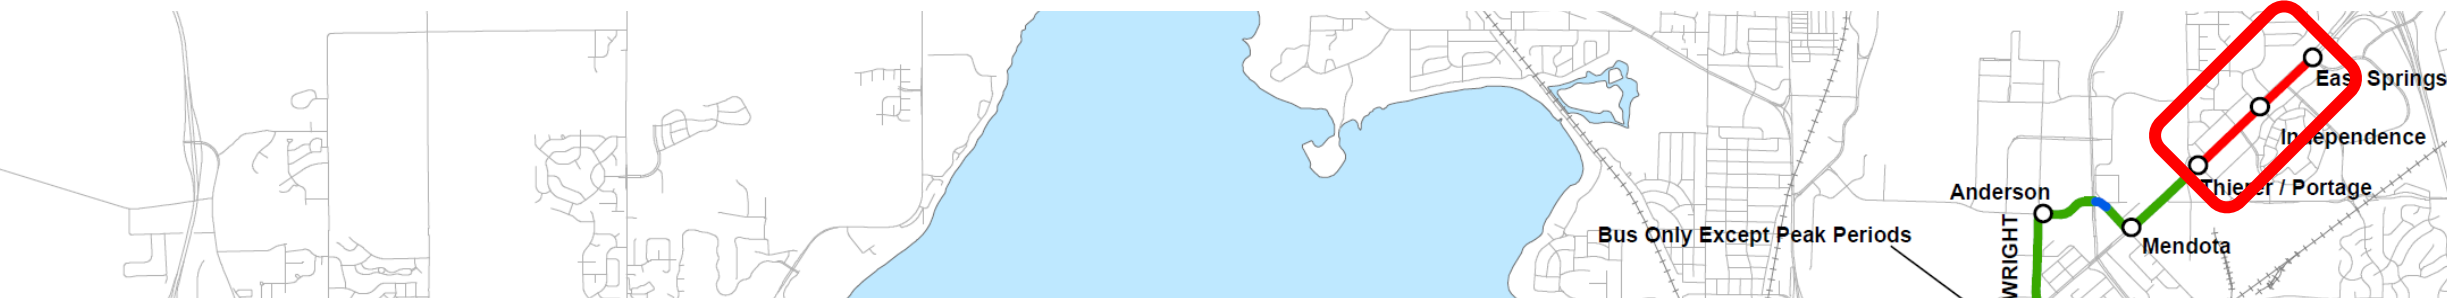 East Springs
Independence
Thierer / Portage
Anderson
Bus Only Except Peak Periods
WRIGHT
Mendota